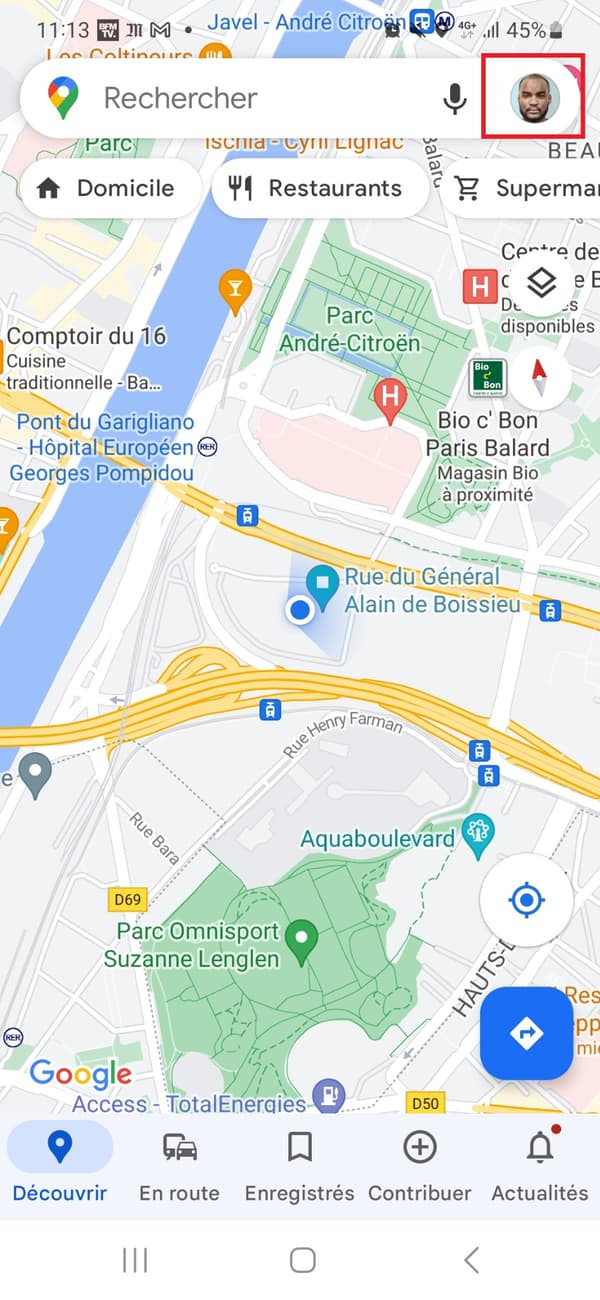 11:13
BFM
TV.
4G+
45%
Javel - André Citroën
M
Les Coltineurs
Rechercher
Parc
Ischia - Cyril Lignac
Balard
BEAU
Domicile
Restaurants
Supermar
Centre de
H
De
es
disponibles
Parc
André-Citroën
Comptoir du 16
Cuisine
traditionnelle - Ba...
Bio
c'
Bon
H
Bio c' Bon
Paris Balard
Magasin Bio
à proximité
Pont du Garigliano
- Hôpital Européen
Georges Pompidou
RER
Rue du Général
Alain de Boissieu
Rue Henry Farman
e
Rue Bara
Aquaboulevard
D69
Parc Omnisport
Suzanne Lenglen
HAUTS-D
Res
epp
mie
RER
Google
Access - TotalEnergies
D50
Découvrir
En route
Enregistrés
Contribuer
Actualités